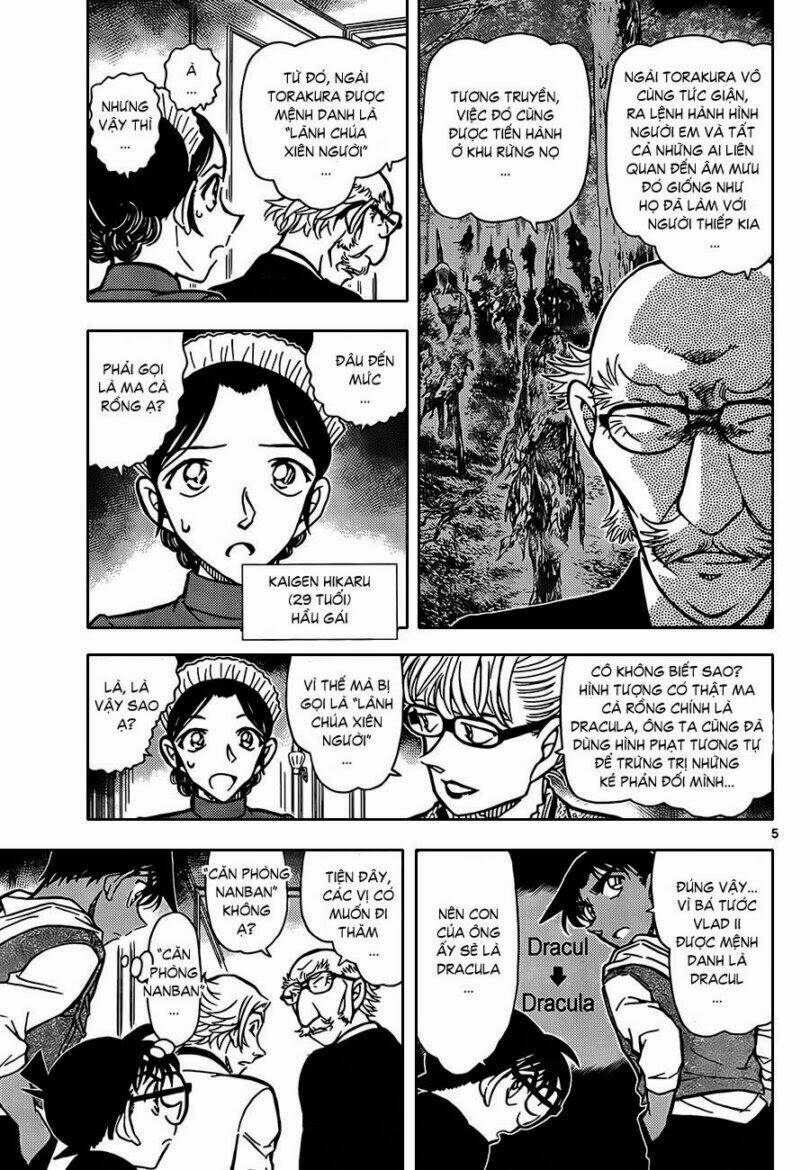 NGÀI TORAKURA VÔ
CÙNG TỨC GIẬN,
RA LỆNH HÀNH HÌNH
NGƯỜI EM VÀ TẤT
CẢ NHỮNG AI LIÊN
QUAN ĐẾN ÂM MƯU
ĐÓ GIỐNG NHƯ
HỌ ĐÃ LÀM VỚI
NGƯỜI THIẾP KIA
...
TƯƠNG TRUYỀN,
VIỆC ĐÓ CŨNG
ĐƯỢC TIẾN HÀNH
Ở KHU RỪNG NỌ
...
TỪ ĐÓ, NGÀI
TORAKURA ĐƯỢC
MỆNH DANH LÀ
"LÃNH CHÚA
XIÊN NGƯỜI"
...
À
...
NHƯNG
VẬY THÌ
...
ĐÂU ĐẾN
MỨC
...
PHẢI GỌI
LÀ MA CÀ
RỒNG Ạ?
KAIGEN HIKARU
(29 TUỔI)
HẦU GÁI
CÔ KHÔNG BIẾT SAO?
HÌNH TƯỢNG CÓ THẬT MA
CÀ RỒNG CHÍNH LÀ
DRACULA, ÔNG TA CŨNG ĐÃ
DÙNG HÌNH PHẠT TƯƠNG TỰ
ĐỂ TRỪNG TRỊ NHỮNG
KẺ PHẢN ĐỐI MÌNH...
VÌ THẾ MÀ BỊ
GỌI LÀ "LÃNH
CHÚA XIÊN
NGƯỜI"
...
LÀ, LÀ
VẬY SAO
Ạ?
5
ĐÚNG VẬY...
VÌ BÁ TƯỚC
VLAD II
ĐƯỢC MỆNH
DANH LÀ
DRACUL
...
Dracul
Dracula
NÊN CON
CỦA ÔNG
ẤY SẼ LÀ
DRACULA
...
TIỆN ĐÂY,
CÁC VỊ CÓ
MUỐN ĐI
THĂM
...
"CĂN PHÒNG
NANBAN"
KHÔNG
Ạ?
"CĂN
PHÒNG
NANBAN"
...